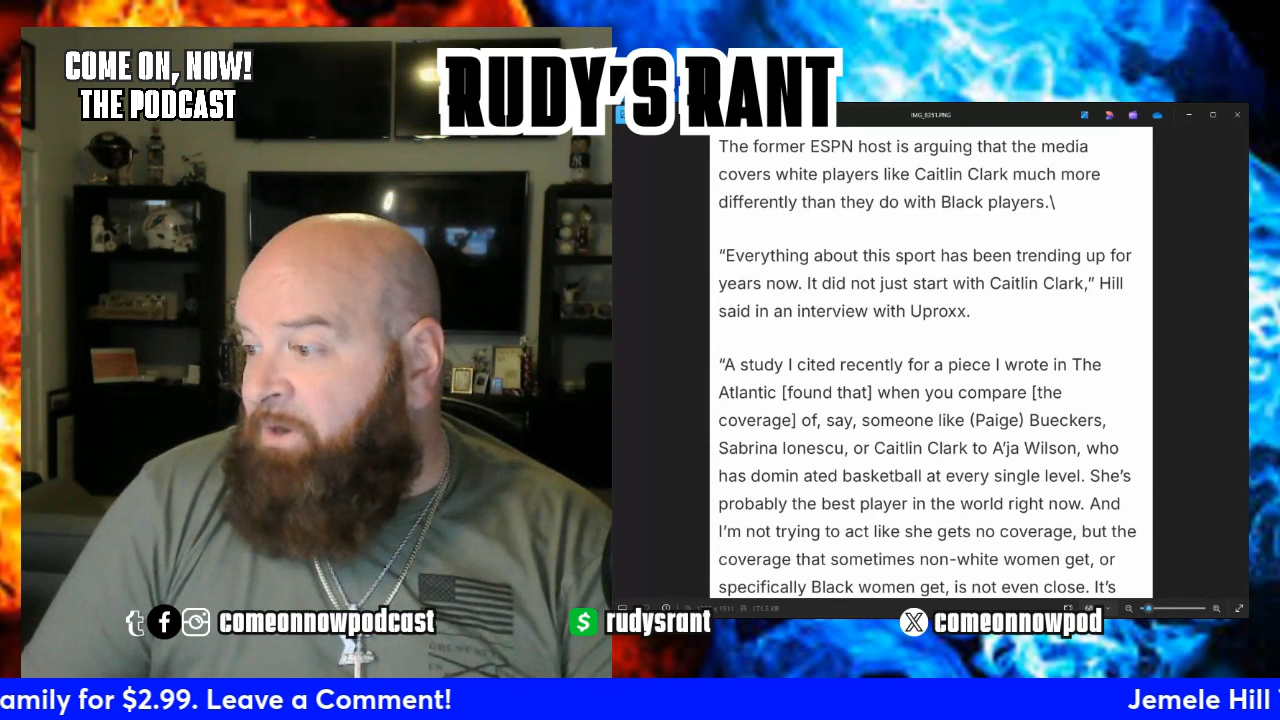 COME ON, NOW!
THE PODCAST
RUDY'S RANT
IMG_8351.PNG
The former ESPN host is arguing that the media
covers white players like Caitlin Clark much more
differently than they do with Black players.\
“Everything about this sport has been trending up for
years now. It did not just start with Caitlin Clark,” Hill
said in an interview with Uproxx.
“A study I cited recently for a piece I wrote in The
Atlantic [found that] when you compare [the
coverage] of, say, someone like (Paige) Bueckers,
Sabrina Ionescu, or Caitlin Clark to A’ja Wilson, who
has domin ated basketball at every single level. She’s
probably the best player in the world right now. And
I’m not trying to act like she gets no coverage, but the
coverage that sometimes non-white women get, or
specifically Black women get, is not even close. It’s
171.5 KB
comeonnowpodcast
$ rudysrant
comeonnowpod
amily for $2.99. Leave a Comment!
Jemele Hill